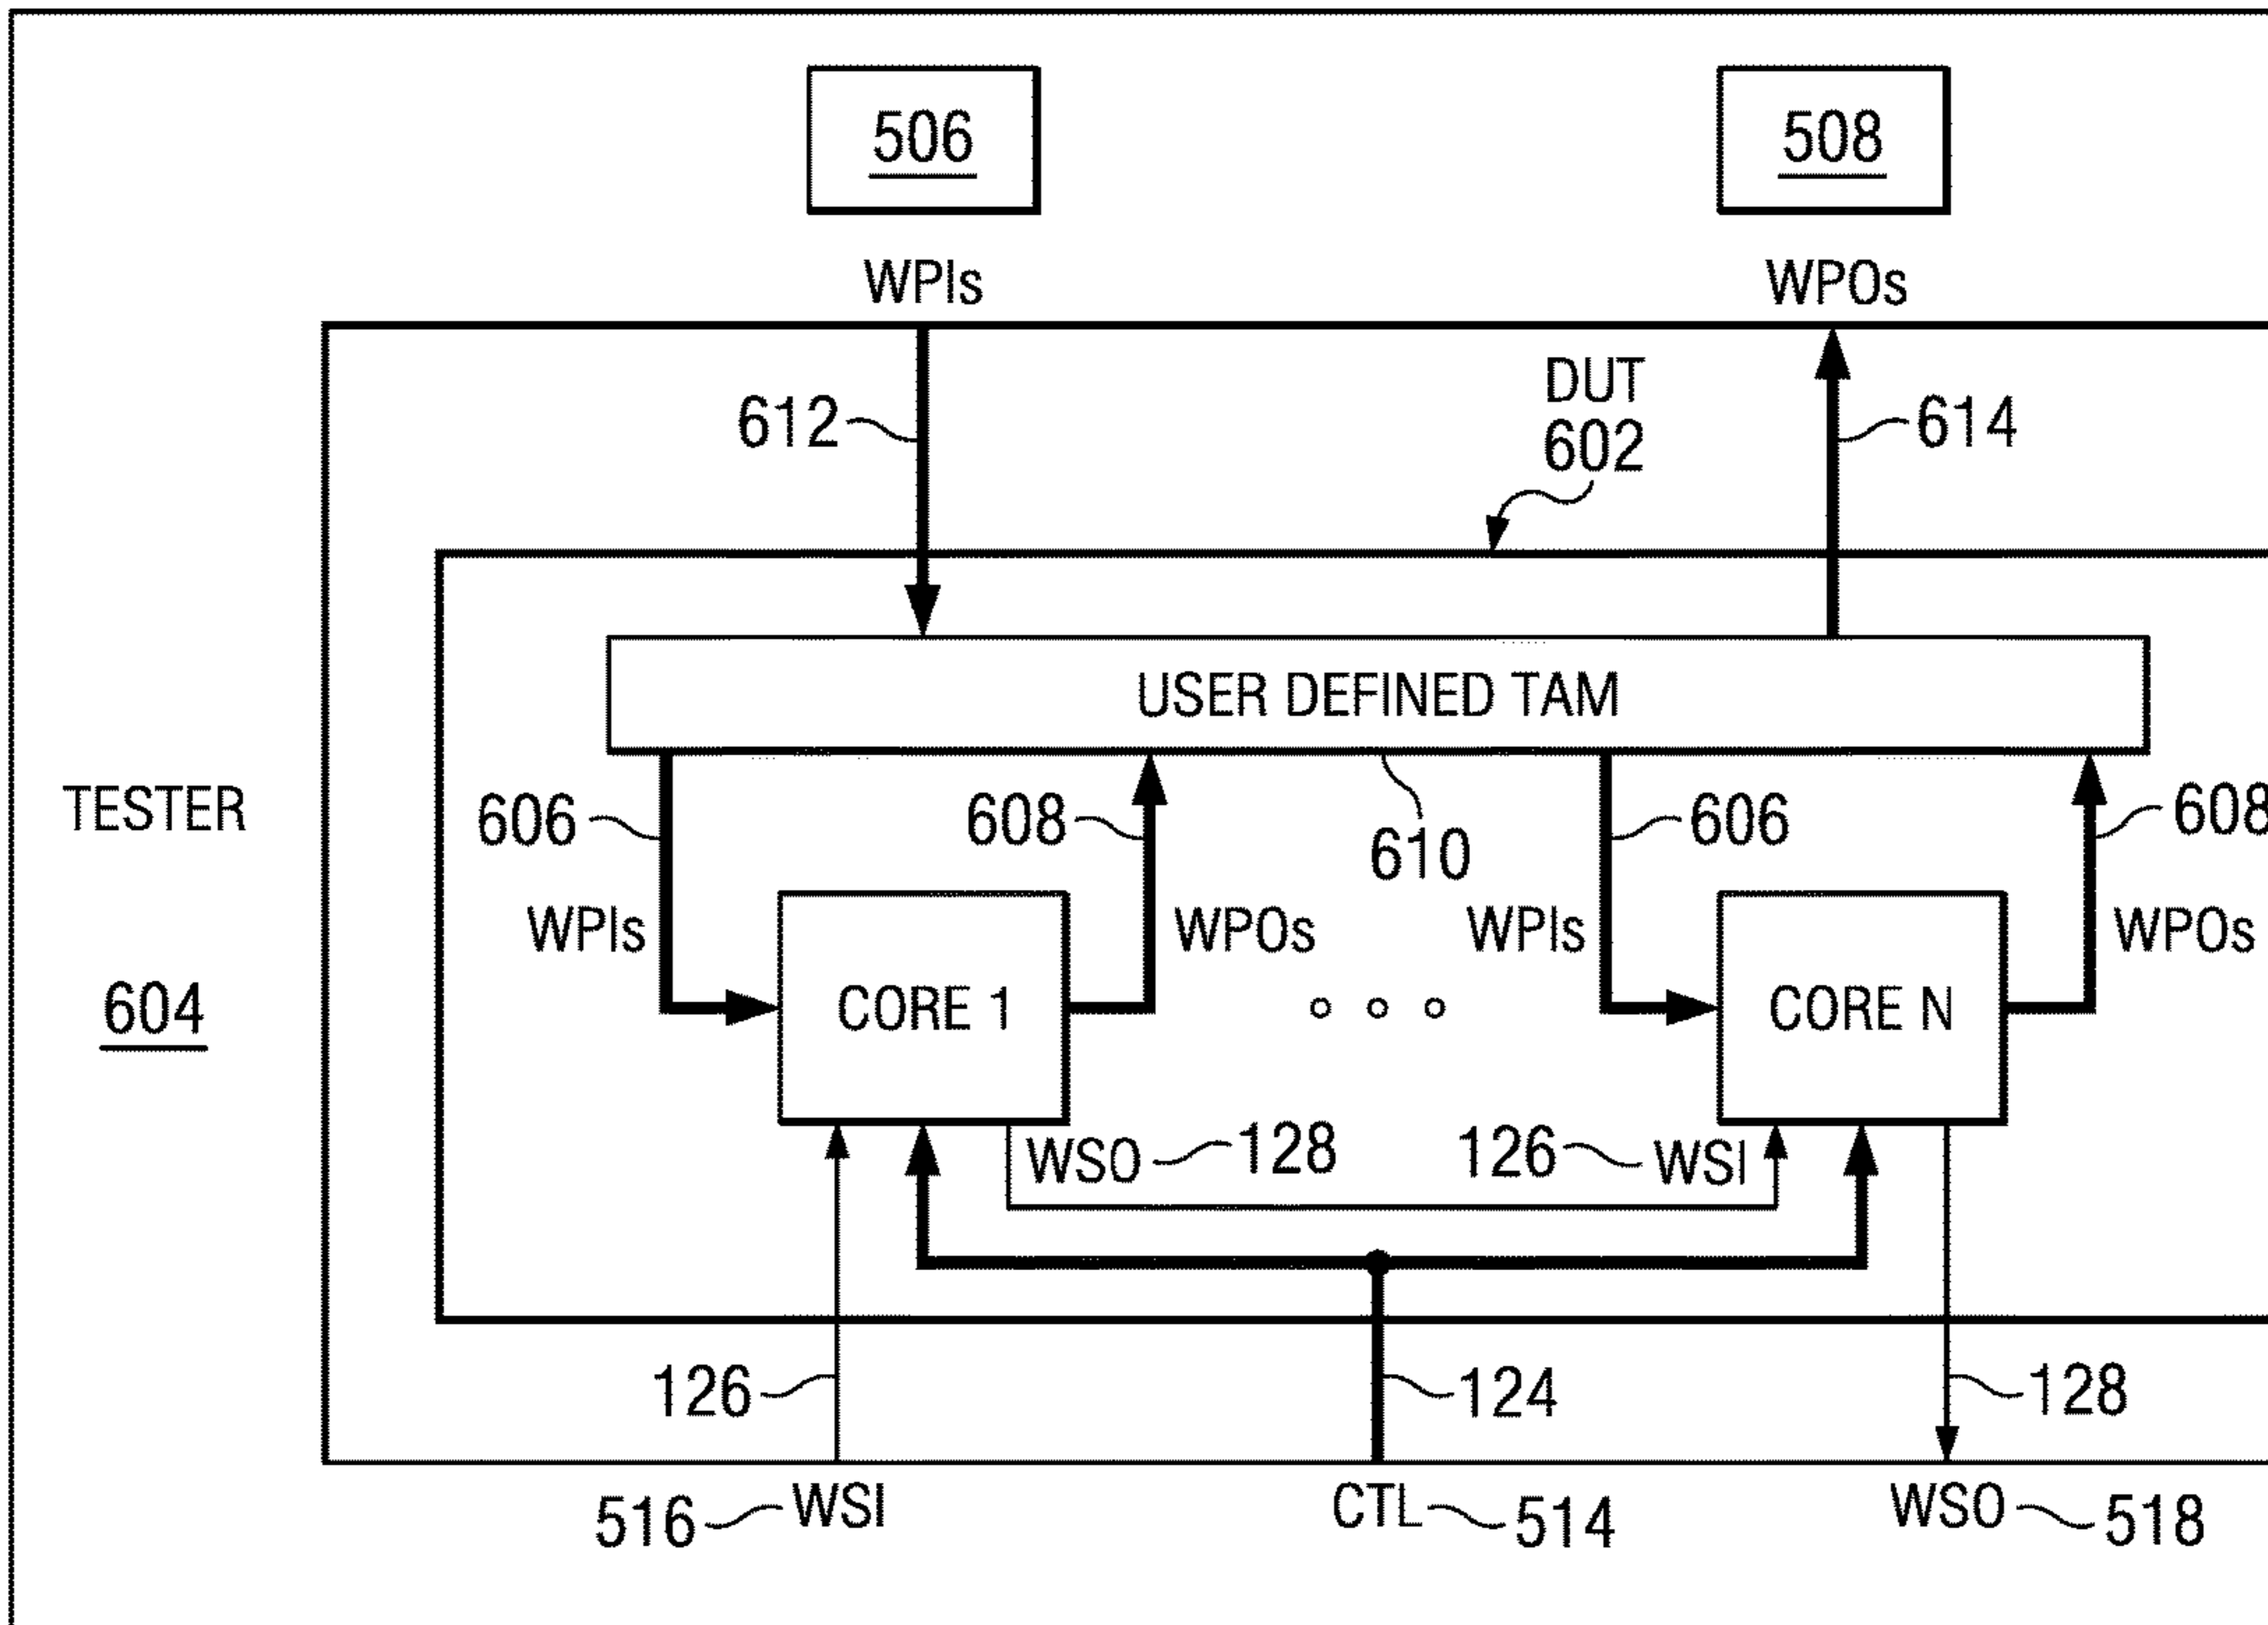 506
508
WPIs
WPOs
DUT
602
612
614
USER DEFINED TAM
TESTER
606
608
610
606
608
WPIs
WPOs
WPIs
WPOs
604
CORE 1
CORE N
WSO
128
126
WSI
126
124
128
516
WSI
CTL
514
WSO
518